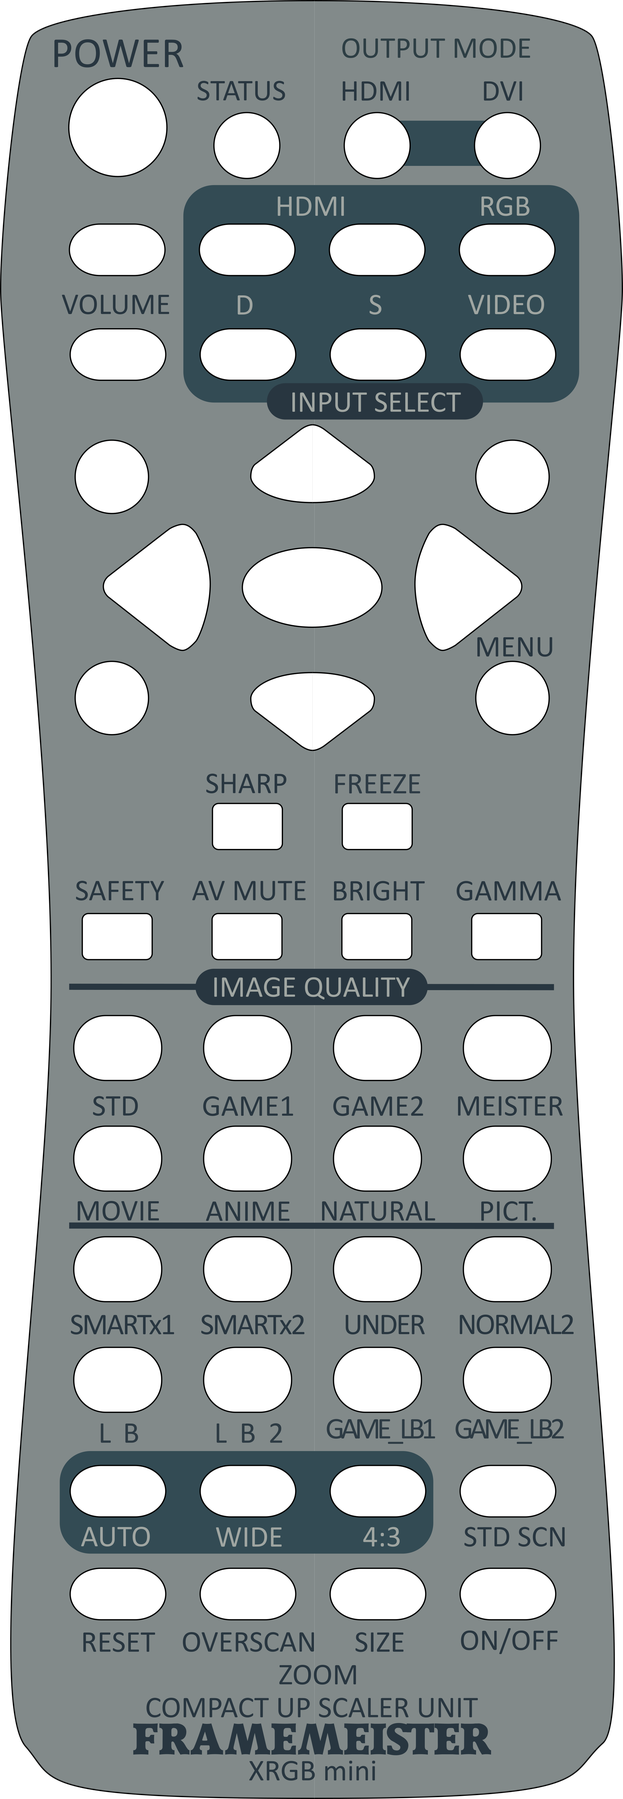 POWER
OUTPUT MODE
STATUS HDMI DVI
HDMI RGB
VOLUME D S VIDEO
INPUT SELECT
MENU
SHARP FREEZE
SAFETY AV MUTE BRIGHT GAMMA
IMAGE QUALITY
STD GAME1 GAME2 MEISTER
MOVIE ANIME NATURAL PICT.
SMARTx1 SMARTx2 UNDER NORMAL2
L B L B 2 GAME_LB1 GAME_LB2
AUTO WIDE 4:3 STD SCN
RESET OVERSCAN SIZE ON/OFF
ZOOM
COMPACT UP SCALER UNIT
FRAMEMEISTER
XRGB mini